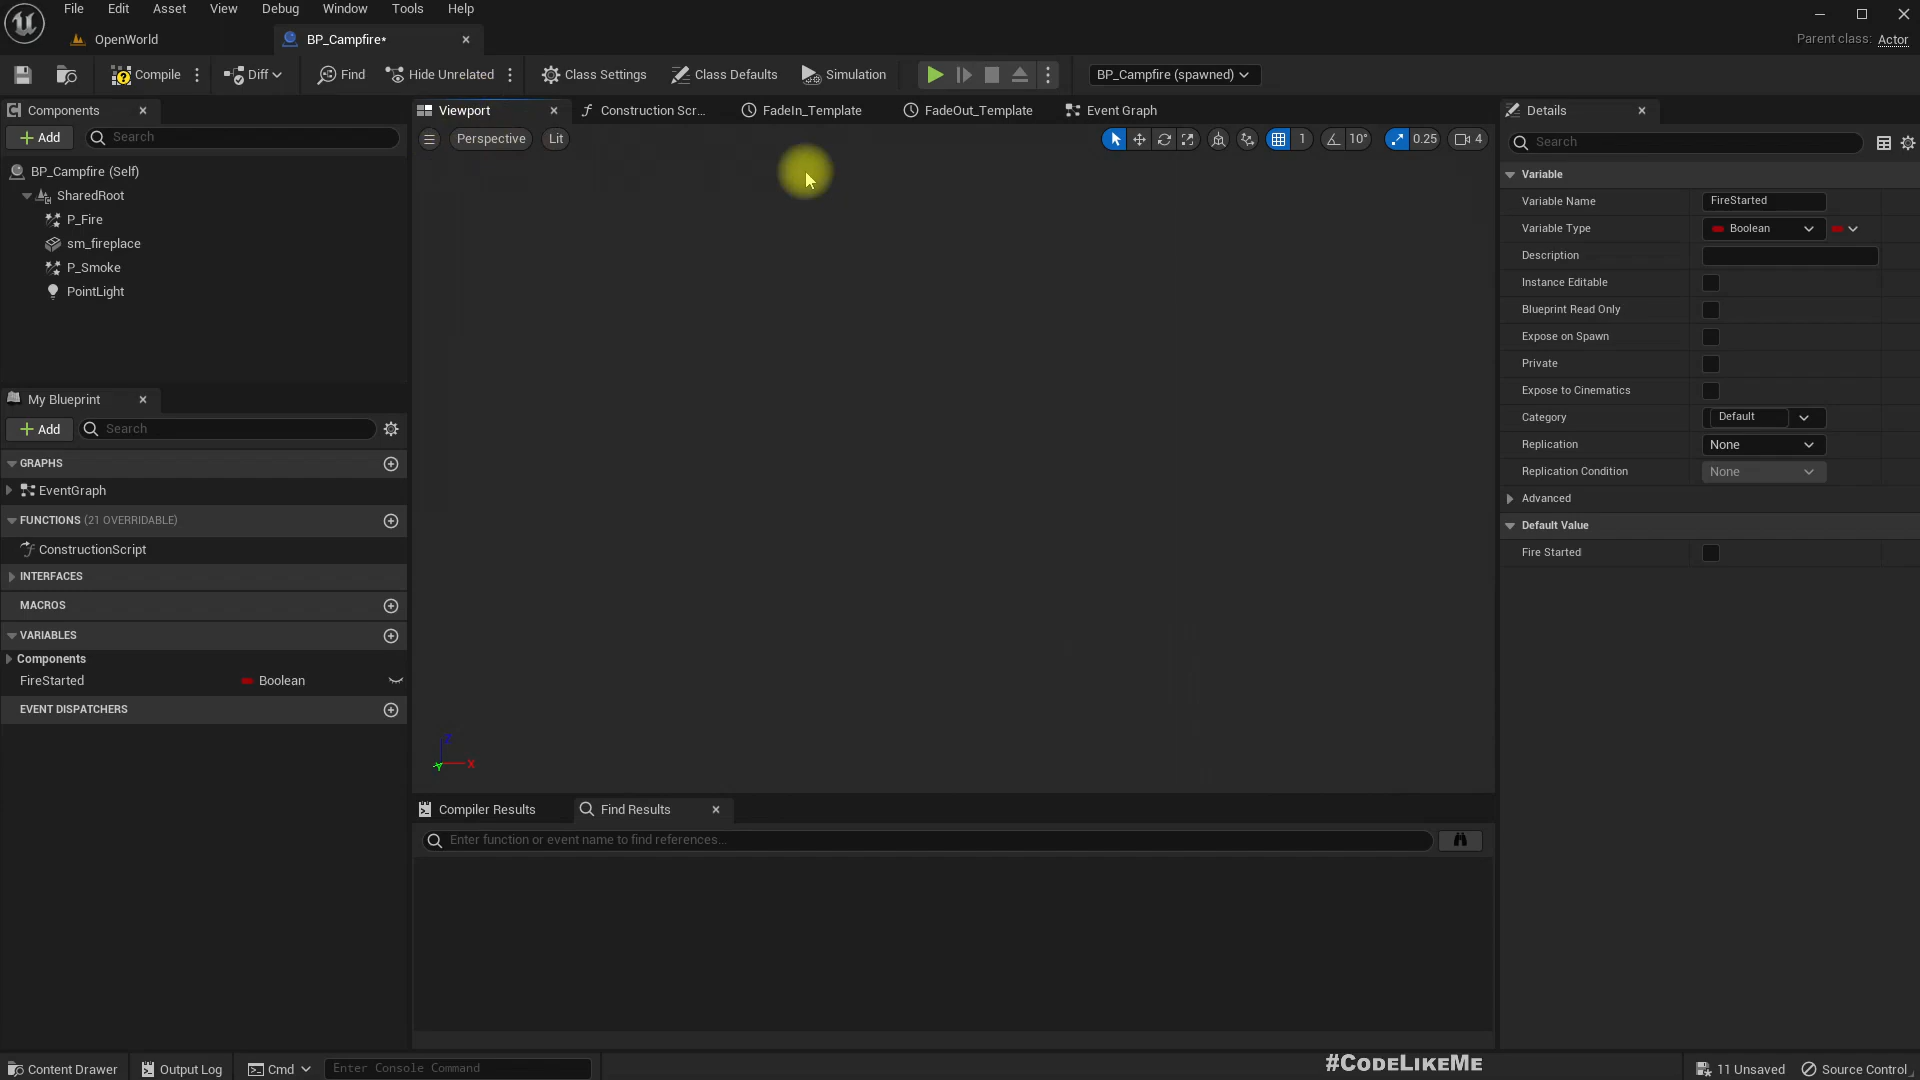 File Edit Asset View Debug Window Tools Help
OpenWorld
BP_Campfire*
Parent class: Actor
Compile Diff Find Hide Unrelated Class Settings Class Defaults Simulation BP_Campfire (spawned)
Components
Add Search
BP_Campfire (Self)
SharedRoot
P_Fire
sm_fireplace
P_Smoke
PointLight
My Blueprint
Add Search
GRAPHS
EventGraph
FUNCTIONS (21 OVERRIDABLE)
ConstructionScript
INTERFACES
MACROS
VARIABLES
Components
FireStarted Boolean
EVENT DISPATCHERS
Viewport Construction Scr... FadeIn_Template FadeOut_Template Event Graph
Perspective Lit 1 10° 0.25 4
Z
Y X
Compiler Results Find Results
Enter function or event name to find references...
Details
Search
Variable
Variable Name FireStarted
Variable Type Boolean
Description
Instance Editable
Blueprint Read Only
Expose on Spawn
Private
Expose to Cinematics
Category Default
Replication None
Replication Condition None
Advanced
Default Value
Fire Started
Content Drawer Output Log Cmd Enter Console Command
#CODELIKEME
11 Unsaved Source Control